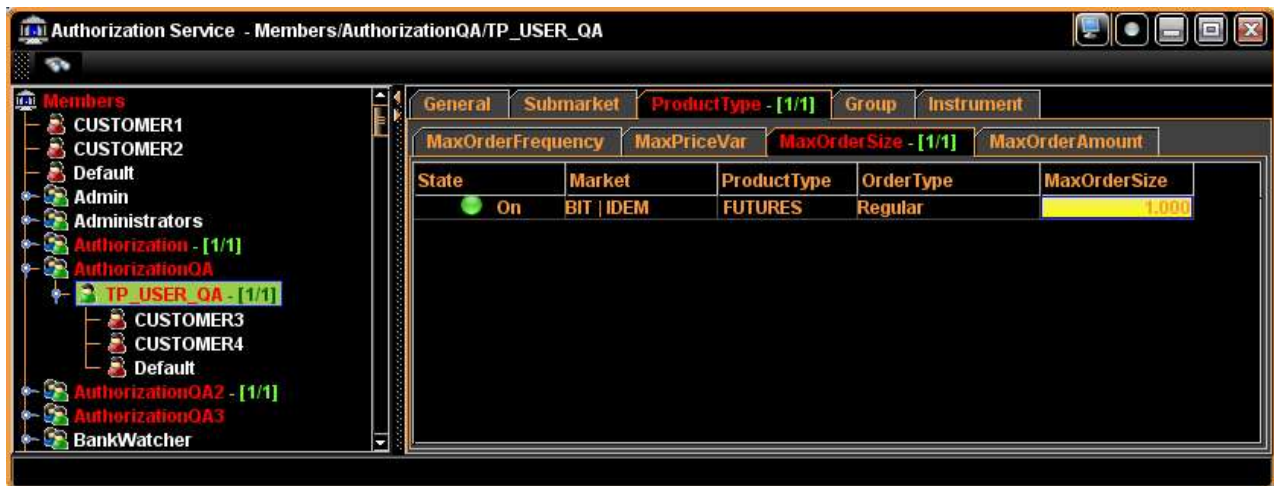 Authorization Service - Members/AuthorizationQA/TP_USER_QA
Members
CUSTOMER1
CUSTOMER2
Default
Admin
Administrators
Authorization - [1/1]
AuthorizationQA
TP_USER_QA - [1/1]
CUSTOMER3
CUSTOMER4
Default
AuthorizationQA2 - [1/1]
AuthorizationQA3
BankWatcher
General Submarket ProductType - [1/1] Group Instrument
MaxOrderFrequency MaxPriceVar MaxOrderSize - [1/1] MaxOrderAmount
State Market ProductType OrderType MaxOrderSize
On BIT | IDEM FUTURES Regular 1.000